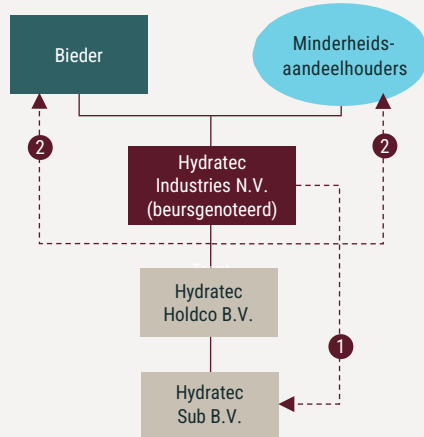 Bieder
Minderheids-
aandeelhouders
2
2
Hydratec
Industries N.V.
(beursgenoteerd)
Hydratec
Holdco B.V.
1
Hydratec
Sub B.V.